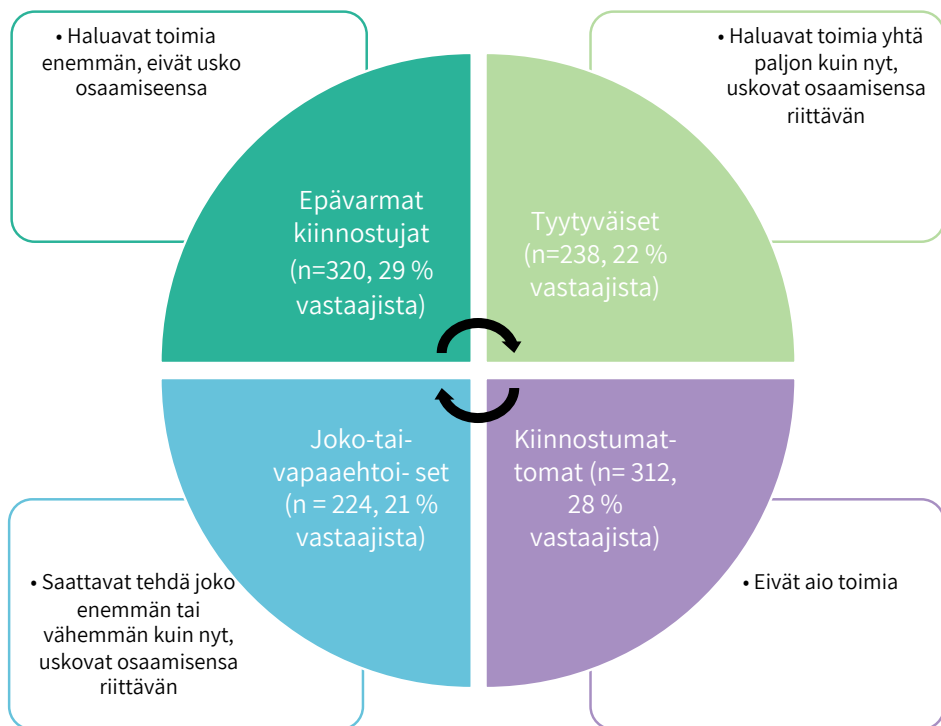 • Haluavat toimia
enemmän, eivät usko
osaamiseensa
• Haluavat toimia yhtä
paljon kuin nyt,
uskovat osaamisensa
riittävän
Epävarmat
kiinnostujat
(n=320, 29 %
vastaajista)
Tyytyväiset
(n=238, 22 %
vastaajista)
Joko-tai-
vapaaehtoi- set
(n = 224, 21 %
vastaajista)
Kiinnostumat-
tomat (n= 312,
28 %
vastaajista)
• Saattavat tehdä joko
enemmän tai
vähemmän kuin nyt,
uskovat osaamisensa
riittävän
• Eivät aio toimia